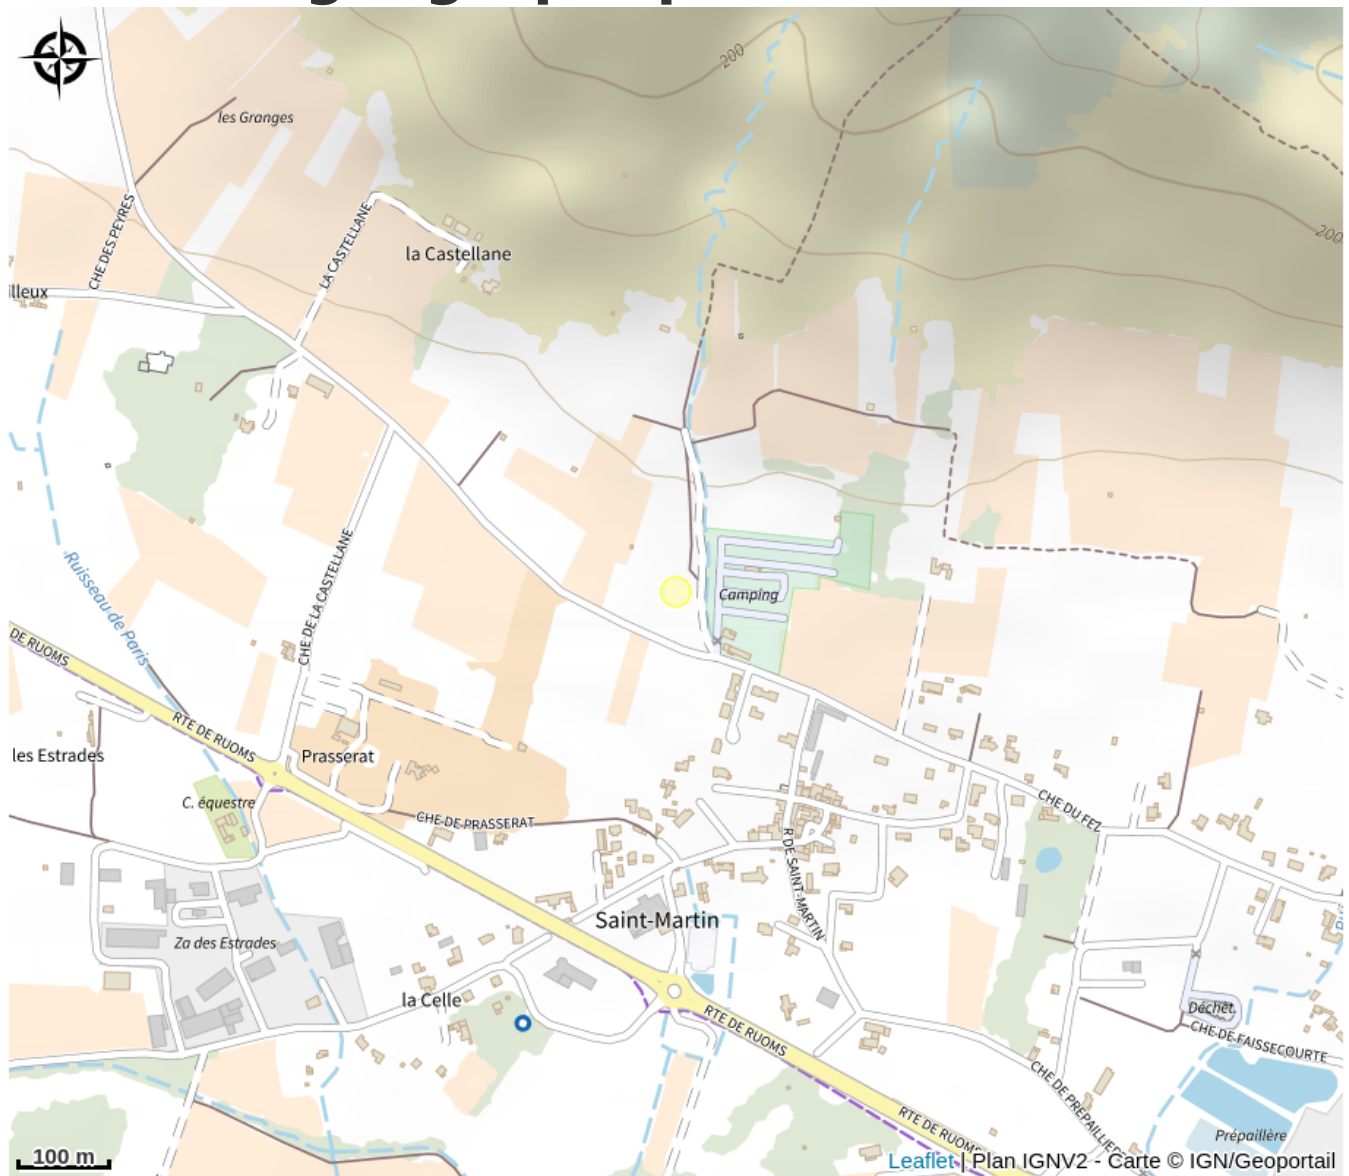 200
les Granges
CHE DES PEYRES
LA CASTELLANE
la Castellane
200
illeux
CHE DE LA CASTELLANE
Ruisseau de Paris
Camping
DE RUOMS
RTE DE RUOMS
les Estrades
Prasserat
C. équestre
CHE DE PRASSERAT
CHE DU FEZ
R DE SAINT-MARTIN
Saint-Martin
Za des Estrades
la Celle
RTE DE RUOMS
Déchet.
CHE DE FAISSECOURTE
CHE DE PREPAILLIER
RTE DE RUOMS
Prépaillère
100 m
Leaflet | Plan IGNV2 - Carte © IGN/Geoportail